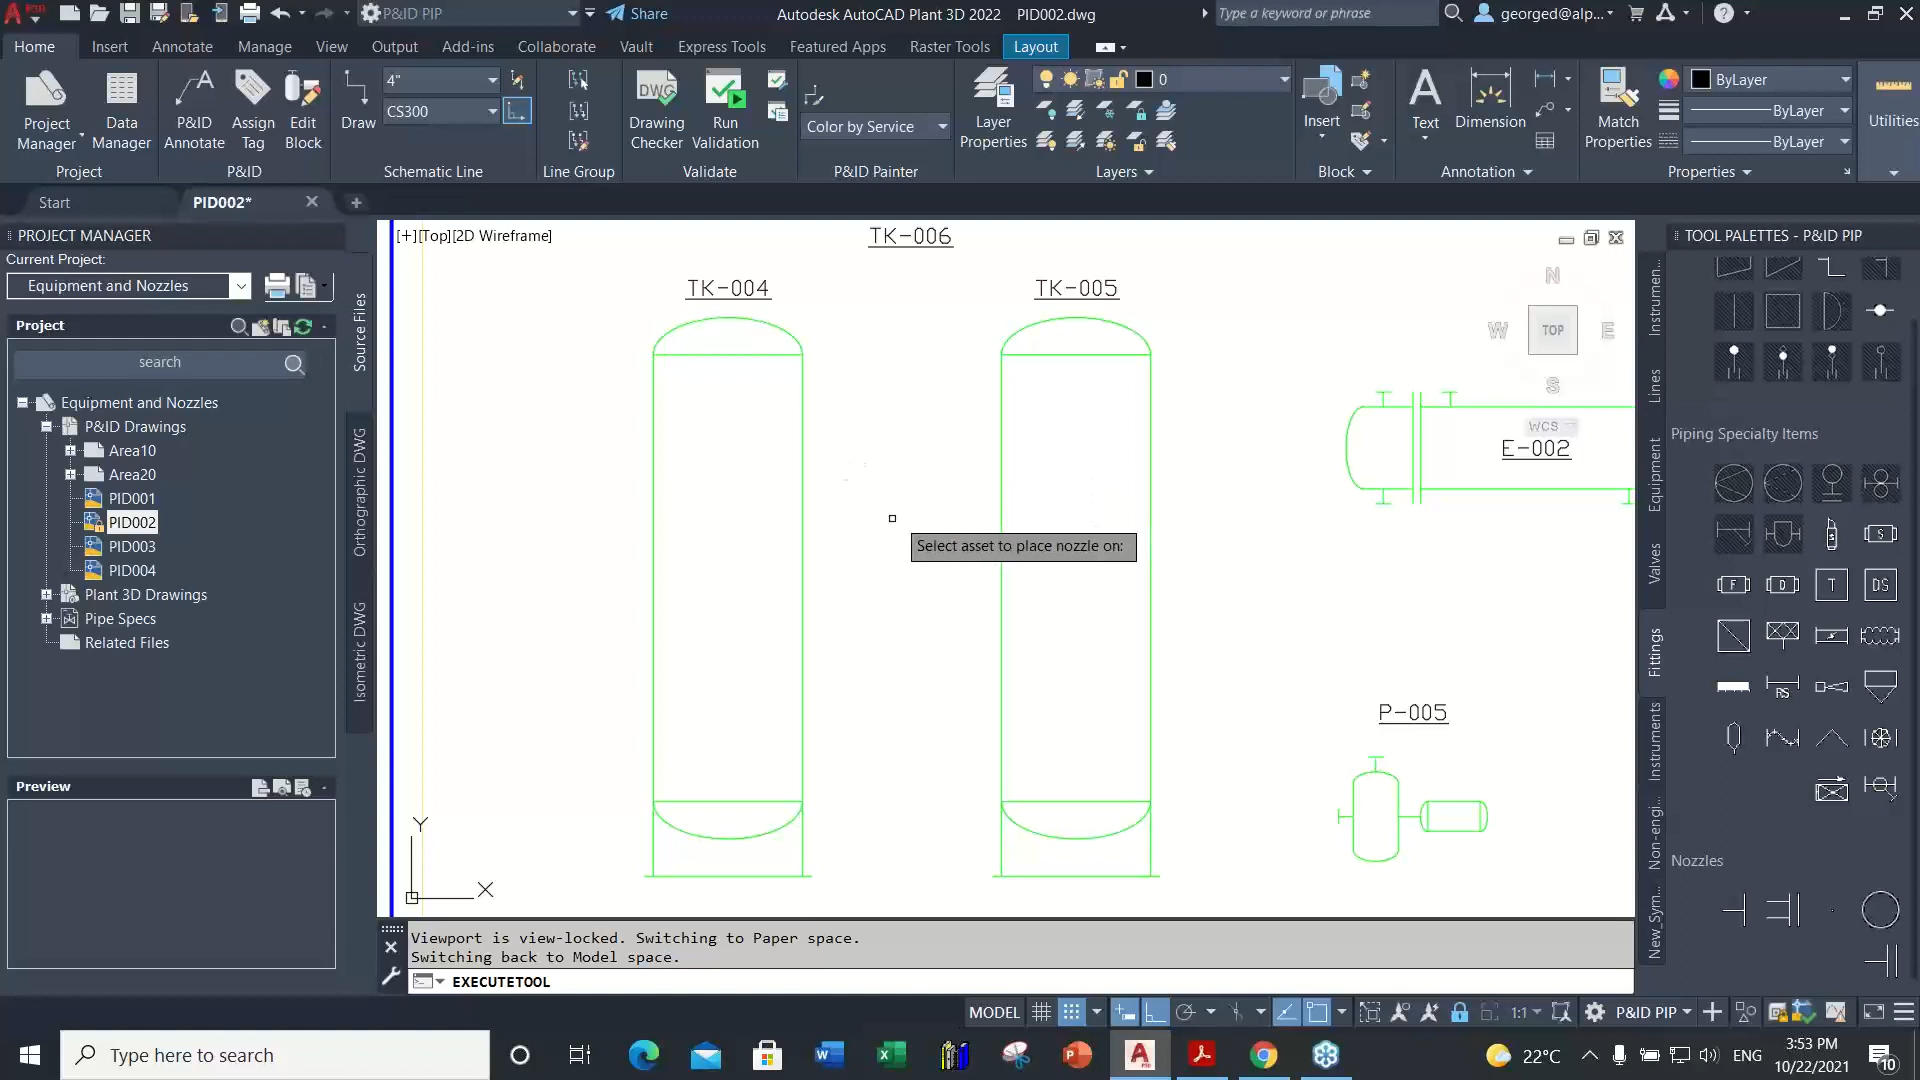 P&ID PIP
Share
Autodesk AutoCAD Plant 3D 2022 PID002.dwg
Type a keyword or phrase
georged@alp...
Home
Insert
Annotate
Manage
View
Output
Add-ins
Collaborate
Vault
Express Tools
Featured Apps
Raster Tools
Layout
Project Manager
Data Manager
Project
P&ID Annotate
Assign Tag
Edit Block
P&ID
Draw
4"
CS300
Schematic Line
Line Group
DWG
Drawing Checker
Run Validation
Validate
Color by Service
P&ID Painter
Layer Properties
0
Layers
Insert
Block
Text
Dimension
Annotation
Match Properties
ByLayer
ByLayer
ByLayer
Properties
Utilities
Start
PID002*
PROJECT MANAGER
Current Project:
Equipment and Nozzles
Project
search
Equipment and Nozzles
P&ID Drawings
Area10
Area20
PID001
PID002
PID003
PID004
Plant 3D Drawings
Pipe Specs
Related Files
Preview
Source Files
Orthographic DWG
Isometric DWG
[+][Top][2D Wireframe]
TK-006
TK-004
TK-005
E-002
P-005
Select asset to place nozzle on:
N
W
TOP
E
S
WCS
Y
X
Viewport is view-locked. Switching to Paper space.
Switching back to Model space.
EXECUTETOOL
TOOL PALETTES - P&ID PIP
Instrumen...
Lines
Equipment
Valves
Fittings
Instruments
Non-engi...
New_Sym...
Piping Specialty Items
S
F
D
T
DS
RS
Nozzles
MODEL
1:1
P&ID PIP
Type here to search
22°C
ENG
3:53 PM
10/22/2021
10